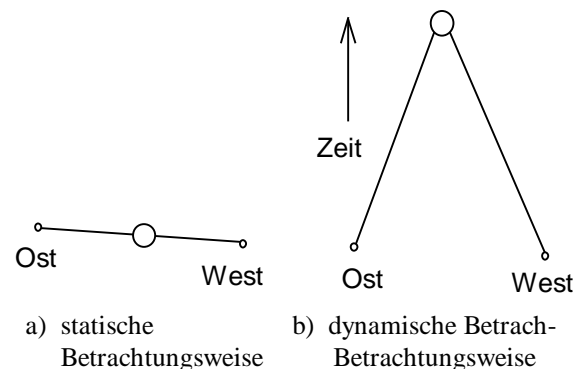 Zeit
Ost
West
Ost
West
a) statische
Betrachtungsweise
b) dynamische Betrach-
Betrachtungsweise